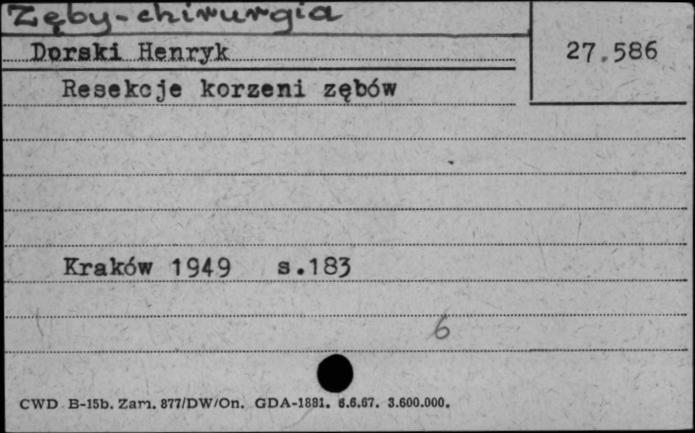 Zęby-chirurgia
Dorski Henryk
27.586
Resekcje korzeni zębów
Kraków 1949 s.183
6
CWD B-15b. Zam. 877/DW/On. GDA-1881. 6.6.67. 3.600.000.